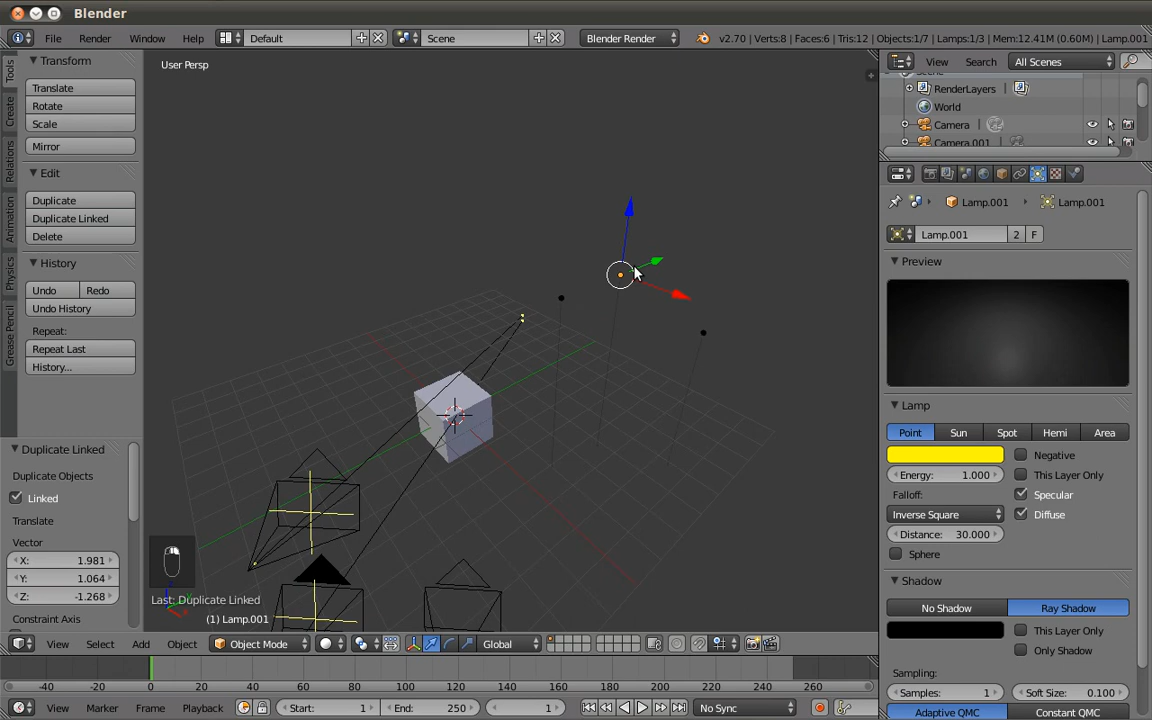 Blender
File Render Window Help Default Scene Blender Render v2.70 | Verts:8 | Faces:6 | Tris:12 | Objects:1/7 | Lamps:1/3 | Mem:12.41M (0.60M) | Lamp.001
Tools
Create
Relations
Animation
Physics
Grease Pencil
Transform
Translate
Rotate
Scale
Mirror
Edit
Duplicate
Duplicate Linked
Delete
History
Undo Redo
Undo History
Repeat:
Repeat Last
History...
Duplicate Linked
Duplicate Objects
Linked
Translate
Vector
X: 1.981
Y: 1.064
Z: -1.268
Constraint Axis
User Persp
Last: Duplicate Linked
(1) Lamp.001
View Select Add Object Object Mode Global
-40 -20 0 20 40 60 80 100 120 140 160 180 200 220 240 260
View Marker Frame Playback Start: 1 End: 250 1 No Sync
View Search All Scenes
RenderLayers
World
Camera
Camera.001
Lamp.001 Lamp.001
Lamp.001 2 F
Preview
Lamp
Point Sun Spot Hemi Area
Negative
Energy: 1.000 This Layer Only
Falloff: Specular
Inverse Square Diffuse
Distance: 30.000
Sphere
Shadow
No Shadow Ray Shadow
This Layer Only
Only Shadow
Sampling:
Samples: 1 Soft Size: 0.100
Adaptive QMC Constant QMC